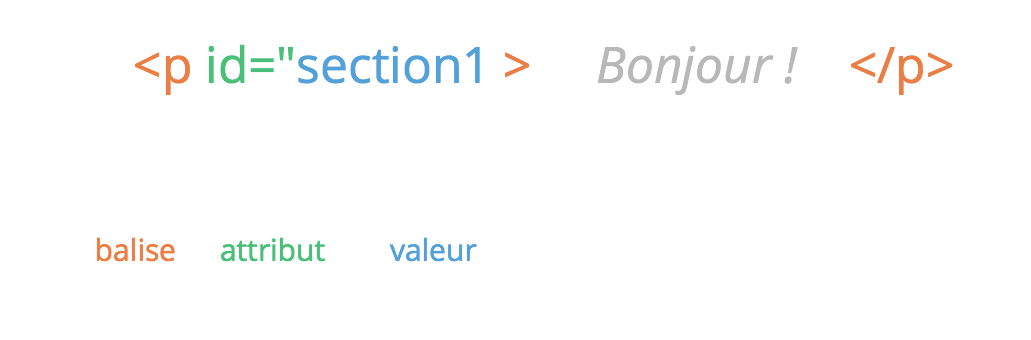 <p id="section1 > Bonjour ! </p>
balise attribut valeur